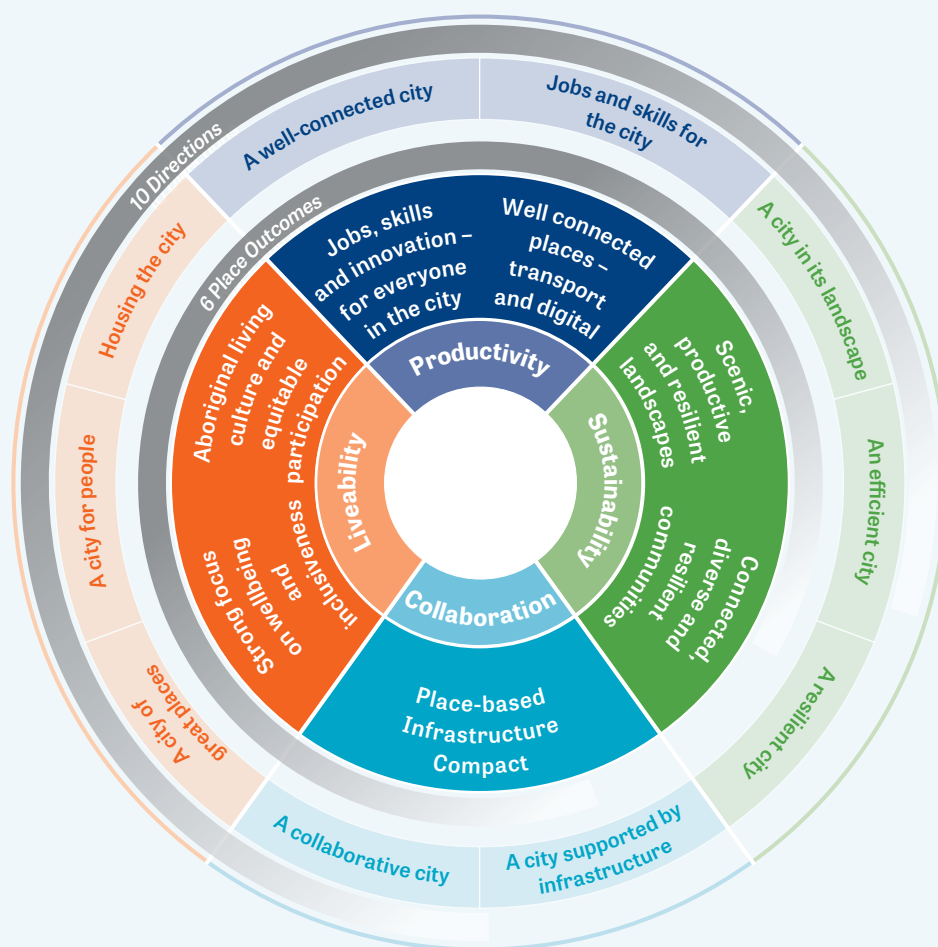 10 Directions
A well-connected city
Jobs and skills for
the city
A city in its landscape
An efficient city
A resilient city
A city supported by
infrastructure
A collaborative city
A city of
great places
A city for people
Housing the city
6 Place Outcomes
Jobs, skills
and innovation –
for everyone
in the city
Well connected
places –
transport
and digital
Scenic,
productive
and resilient
landscapes
Connected,
diverse and
resilient
communities
Place-based
Infrastructure
Compact
Strong focus
on wellbeing
and
inclusiveness
Aboriginal living
culture and
equitable
participation
Productivity
Sustainability
Collaboration
Liveability